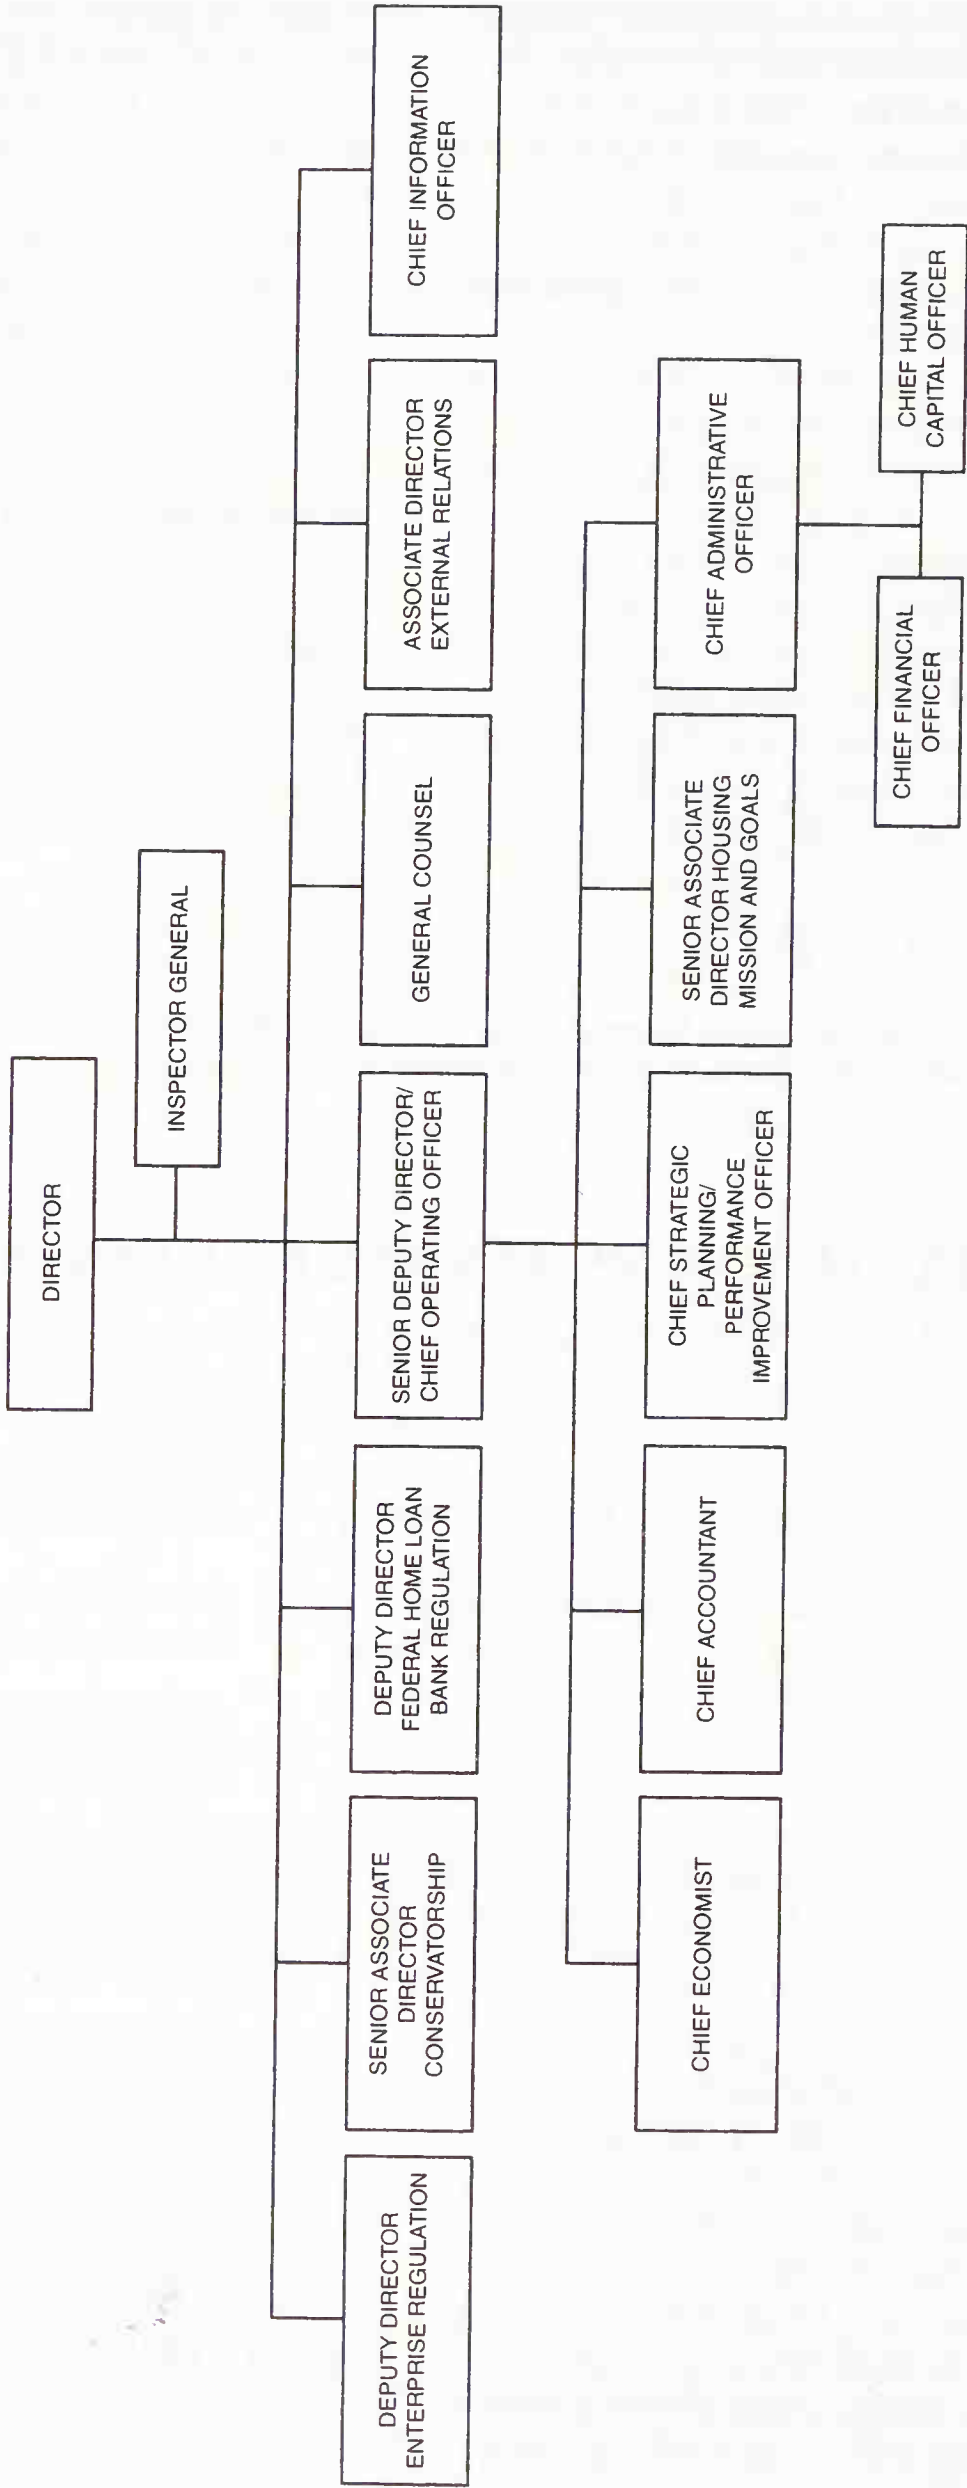 DIRECTOR
INSPECTOR GENERAL
DEPUTY DIRECTOR
ENTERPRISE REGULATION
SENIOR ASSOCIATE
DIRECTOR
CONSERVATORSHIP
DEPUTY DIRECTOR
FEDERAL HOME LOAN
BANK REGULATION
SENIOR DEPUTY DIRECTOR/
CHIEF OPERATING OFFICER
GENERAL COUNSEL
ASSOCIATE DIRECTOR
EXTERNAL RELATIONS
CHIEF INFORMATION
OFFICER
CHIEF ECONOMIST
CHIEF ACCOUNTANT
CHIEF STRATEGIC
PLANNING/
PERFORMANCE
IMPROVEMENT OFFICER
SENIOR ASSOCIATE
DIRECTOR HOUSING
MISSION AND GOALS
CHIEF ADMINISTRATIVE
OFFICER
CHIEF FINANCIAL
OFFICER
CHIEF HUMAN
CAPITAL OFFICER